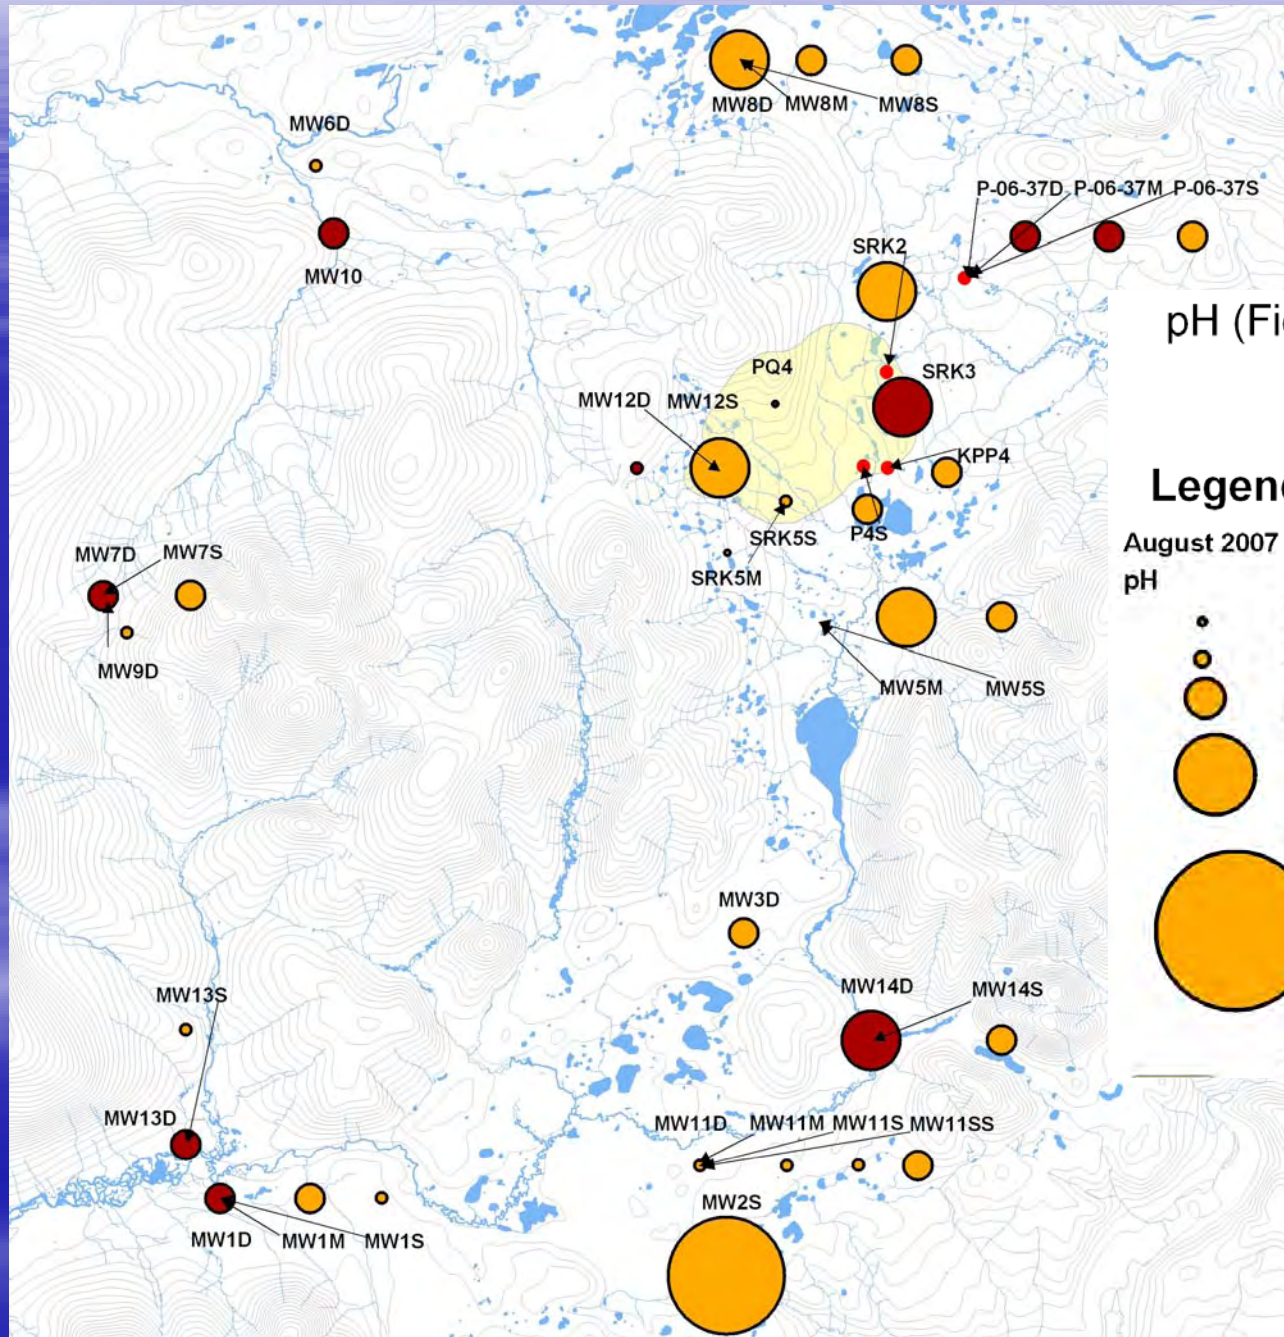 MW8D MW8M MW8S
MW6D
P-06-37D P-06-37M P-06-37S
SRK2
MW10
pH (Fi
PQ4
SRK3
MW12D MW12S
KPP4
Legen
P4S
SRK5S
August 2007
MW7D MW7S
SRK5M
pH
MW9D
MW5M MW5S
MW3D
MW14D MW14S
MW13S
MW13D
MW11D MW11M MW11S MW11SS
MW2S
MW1D MW1M MW1S